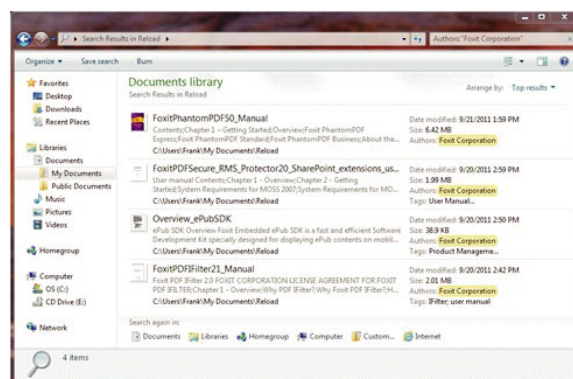 Search Results in Reload
Authors:"Foxit Corporation"
Organize Save search Burn
Favorites
Desktop
Downloads
Recent Places
Libraries
Documents
My Documents
Public Documents
Music
Pictures
Videos
Homegroup
Computer
OS (C:)
CD Drive (E:)
Network
Documents library
Search Results in Reload
Arrange by: Top results
FoxitPhantomPDF50_Manual
Contents;Chapter 1 – Getting Started;Overview;Foxit PhantomPDF
Express;Foxit PhantomPDF Standard;Foxit PhantomPDF Business;About the...
C:\Users\Frank\My Documents\Reload
Date modified: 9/21/2011 1:59 PM
Size: 6.42 MB
Authors: Foxit Corporation
FoxitPDFSecure_RMS_Protector20_SharePoint_extensions_us...
User manual Contents;Chapter 1 - Overview;Chapter 2 - Getting
Started;System Requirements for MOSS 2007;System Requirements for MO...
C:\Users\Frank\My Documents\Reload
Date modified: 9/20/2011 2:59 PM
Size: 1.99 MB
Authors: Foxit Corporation
Tags: User Manual...
Overview_ePubSDK
ePub SDK Overview Foxit Embedded ePub SDK is a fast and efficient Software
Development Kit specially designed for displaying ePub contents on mobil...
C:\Users\Frank\My Documents\Reload
Date modified: 9/20/2011 2:50 PM
Size: 38.9 KB
Authors: Foxit Corporation
Tags: Product Manageme...
FoxitPDFIFilter21_Manual
Foxit PDF IFilter 2.0 FOXIT CORPORATION LICENSE AGREEMENT FOR FOXIT
PDF IFILTER;Chapter 1 - Overview;Why PDF IFilter?;Why Foxit PDF IFilter?;H...
C:\Users\Frank\My Documents\Reload
Date modified: 9/20/2011 2:42 PM
Size: 2.01 MB
Authors: Foxit Corporation
Tags: IFilter; user manual
Search again in:
Documents Libraries Homegroup Computer Custom... Internet
4 items